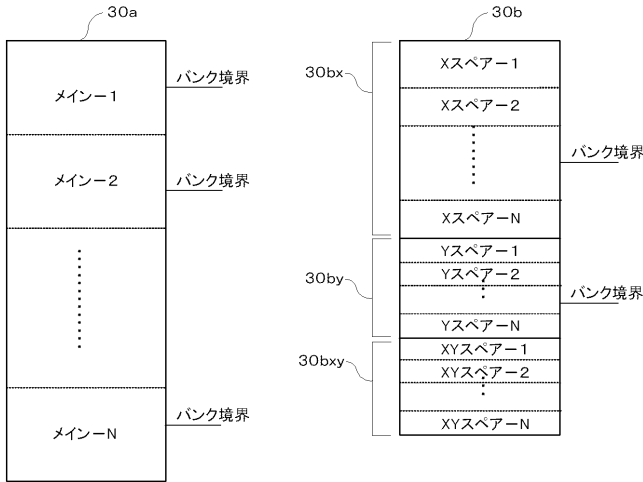 30a
メインー1
バンク境界
メインー2
バンク境界
メインーN
バンク境界
30b
30bx
Xスペアー1
Xスペアー2
バンク境界
XスペアーN
30by
Yスペアー1
Yスペアー2
バンク境界
YスペアーN
30bxy
XYスペアー1
XYスペアー2
XYスペアーN